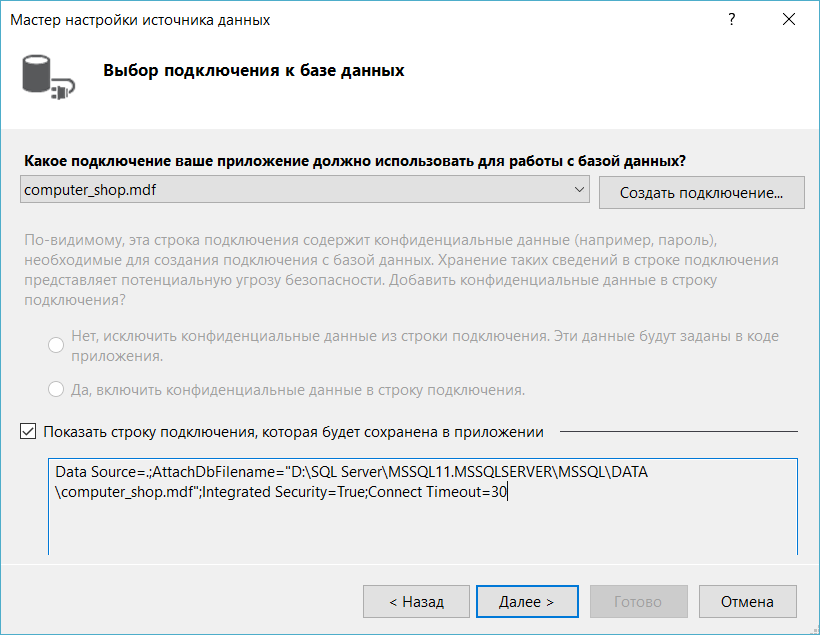 Мастер настройки источника данных
?
Выбор подключения к базе данных
Какое подключение ваше приложение должно использовать для работы с базой данных?
computer_shop.mdf
Создать подключение...
По-видимому, эта строка подключения содержит конфиденциальные данные (например, пароль),
необходимые для создания подключения с базой данных. Хранение таких сведений в строке подключения
представляет потенциальную угрозу безопасности. Добавить конфиденциальные данные в строку
подключения?
Нет, исключить конфиденциальные данные из строки подключения. Эти данные будут заданы в коде
приложения.
Да, включить конфиденциальные данные в строку подключения.
Показать строку подключения, которая будет сохранена в приложении
Data Source=.;AttachDbFilename="D:\SQL Server\MSSQL11.MSSQLSERVER\MSSQL\DATA
\computer_shop.mdf";Integrated Security=True;Connect Timeout=30
< Назад
Далее >
Готово
Отмена